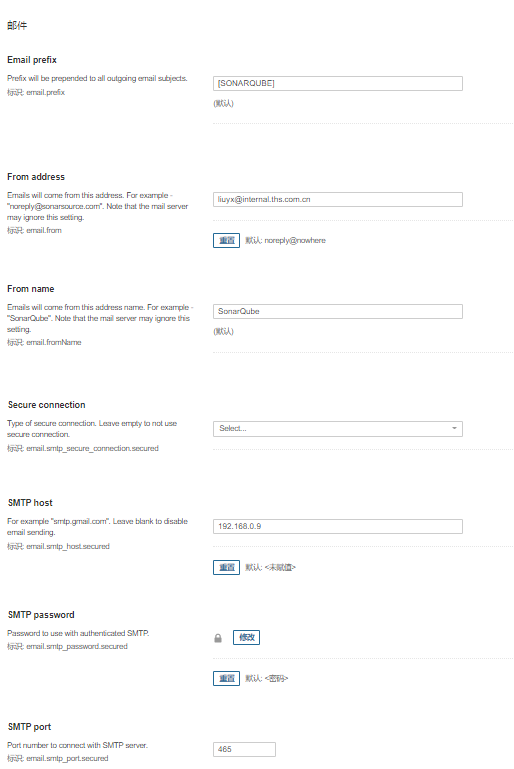 邮件
Email prefix
Prefix will be prepended to all outgoing email subjects.
标识: email.prefix
[SONARQUBE]
(默认)
From address
Emails will come from this address. For example -
"noreply@sonarsource.com". Note that the mail server
may ignore this setting.
标识: email.from
liuyx@internal.ths.com.cn
重置 默认: noreply@nowhere
From name
Emails will come from this address name. For example -
"SonarQube". Note that the mail server may ignore this
setting.
标识: email.fromName
SonarQube
(默认)
Secure connection
Type of secure connection. Leave empty to not use
secure connection.
标识: email.smtp_secure_connection.secured
Select...
SMTP host
For example "smtp.gmail.com". Leave blank to disable
email sending.
标识: email.smtp_host.secured
192.168.0.9
重置 默认: <未赋值>
SMTP password
Password to use with authenticated SMTP.
标识: email.smtp_password.secured
修改
重置 默认: <密码>
SMTP port
Port number to connect with SMTP server.
标识: email.smtp_port.secured
465